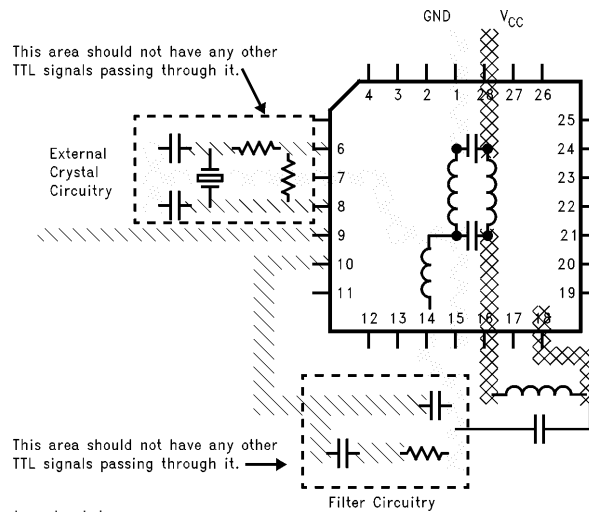 GND V_CC
This area should not have any other
TTL signals passing through it.
4 3 2 1 28 27 26
External
Crystal
Circuitry
25
6 24
7 23
8 22
9 21
10 20
11 19
12 13 14 15 16 17 18
This area should not have any other
TTL signals passing through it.
Filter Circuitry